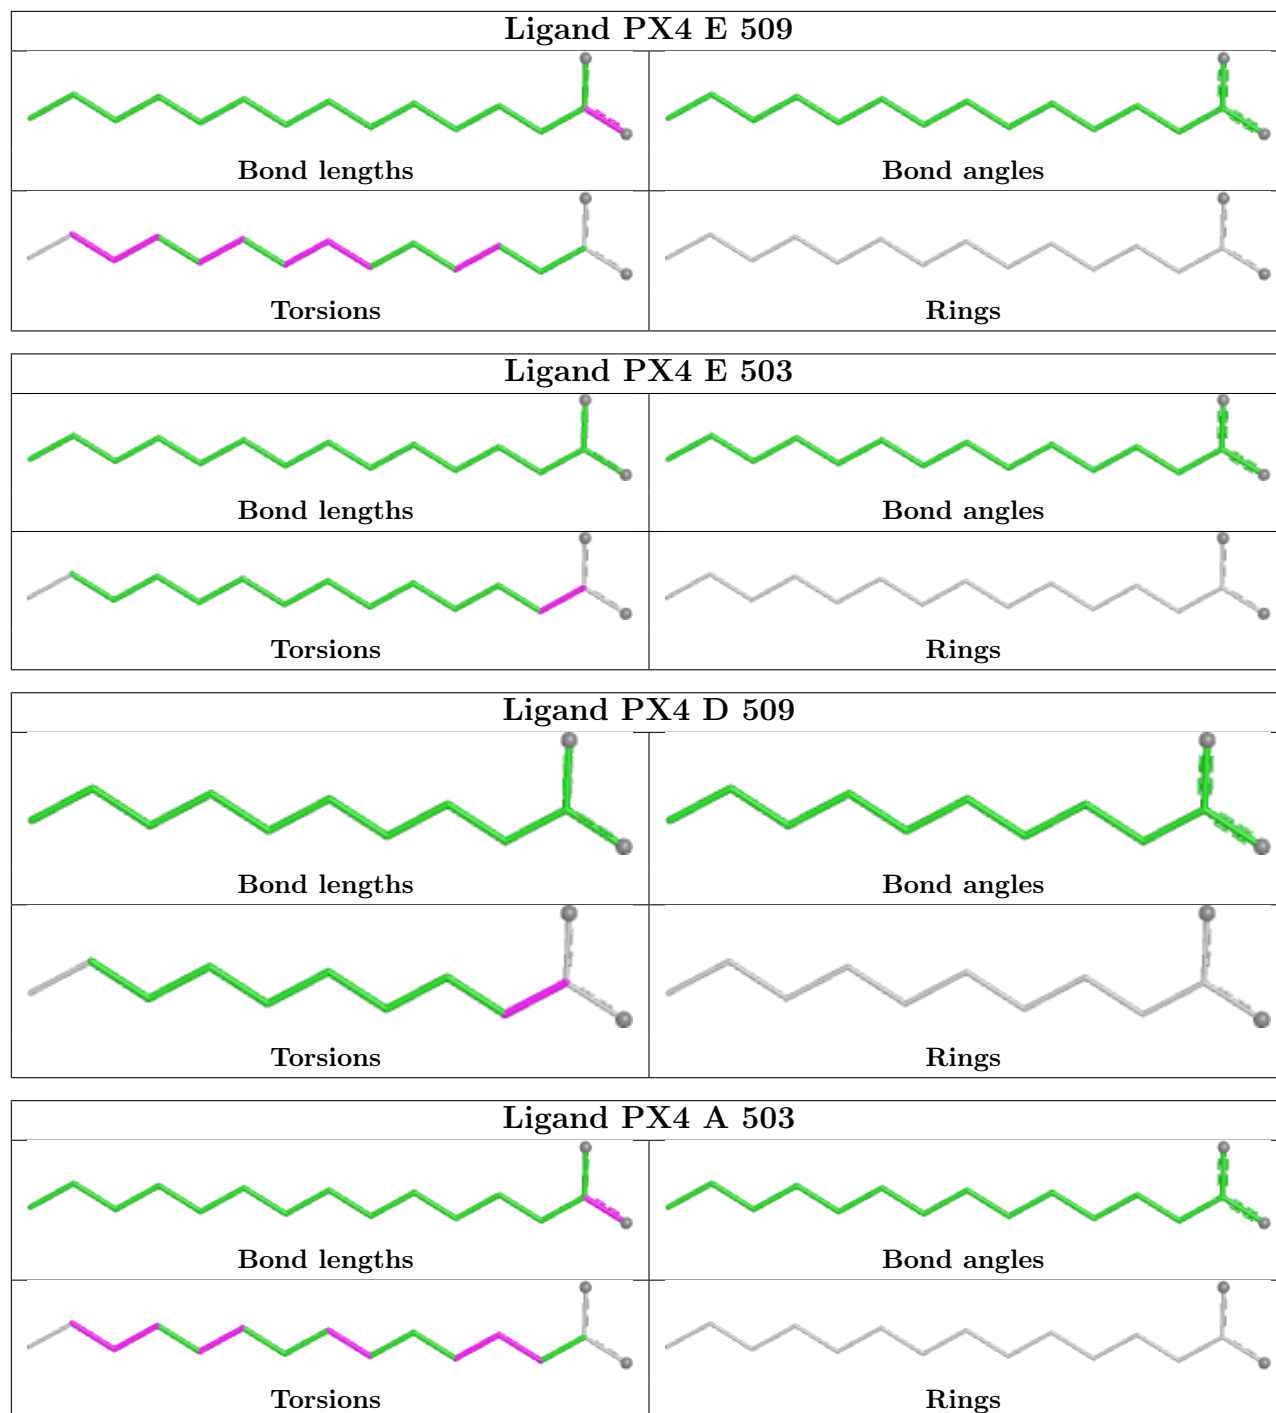 Ligand PX4 E 509
Bond lengths Bond angles
Torsions Rings
Ligand PX4 E 503
Bond lengths Bond angles
Torsions Rings
Ligand PX4 D 509
Bond lengths Bond angles
Torsions Rings
Ligand PX4 A 503
Bond lengths Bond angles
Torsions Rings